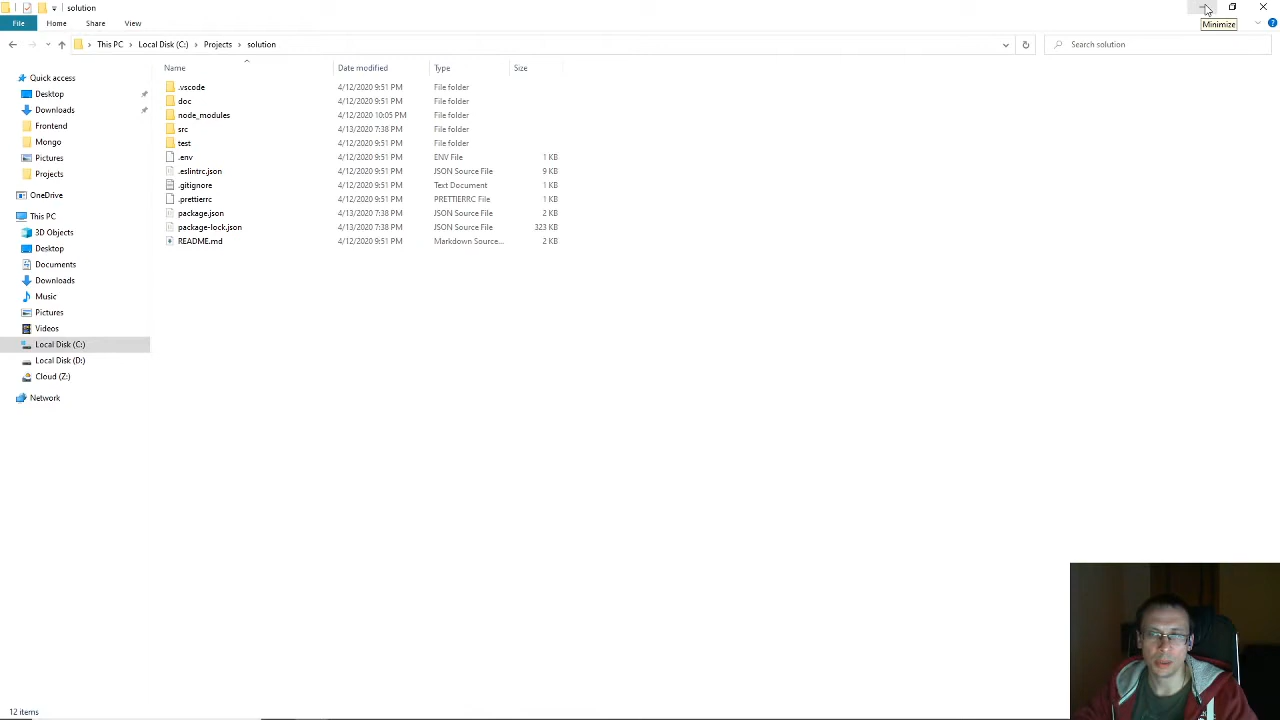 solution
Minimize
File Home Share View
This PC Local Disk (C:) Projects solution Search solution
Name Date modified Type Size
Quick access
Desktop
Downloads
Frontend
Mongo
Pictures
Projects
OneDrive
This PC
3D Objects
Desktop
Documents
Downloads
Music
Pictures
Videos
Local Disk (C:)
Local Disk (D:)
Cloud (Z:)
Network
.vscode 4/12/2020 9:51 PM File folder
doc 4/12/2020 9:51 PM File folder
node_modules 4/12/2020 10:05 PM File folder
src 4/13/2020 7:38 PM File folder
test 4/12/2020 9:51 PM File folder
.env 4/12/2020 9:51 PM ENV File 1 KB
.eslintrc.json 4/12/2020 9:51 PM JSON Source File 9 KB
.gitignore 4/12/2020 9:51 PM Text Document 1 KB
.prettierrc 4/12/2020 9:51 PM PRETTIERRC File 1 KB
package.json 4/13/2020 7:38 PM JSON Source File 2 KB
package-lock.json 4/13/2020 7:38 PM JSON Source File 323 KB
README.md 4/12/2020 9:51 PM Markdown Source... 2 KB
12 items